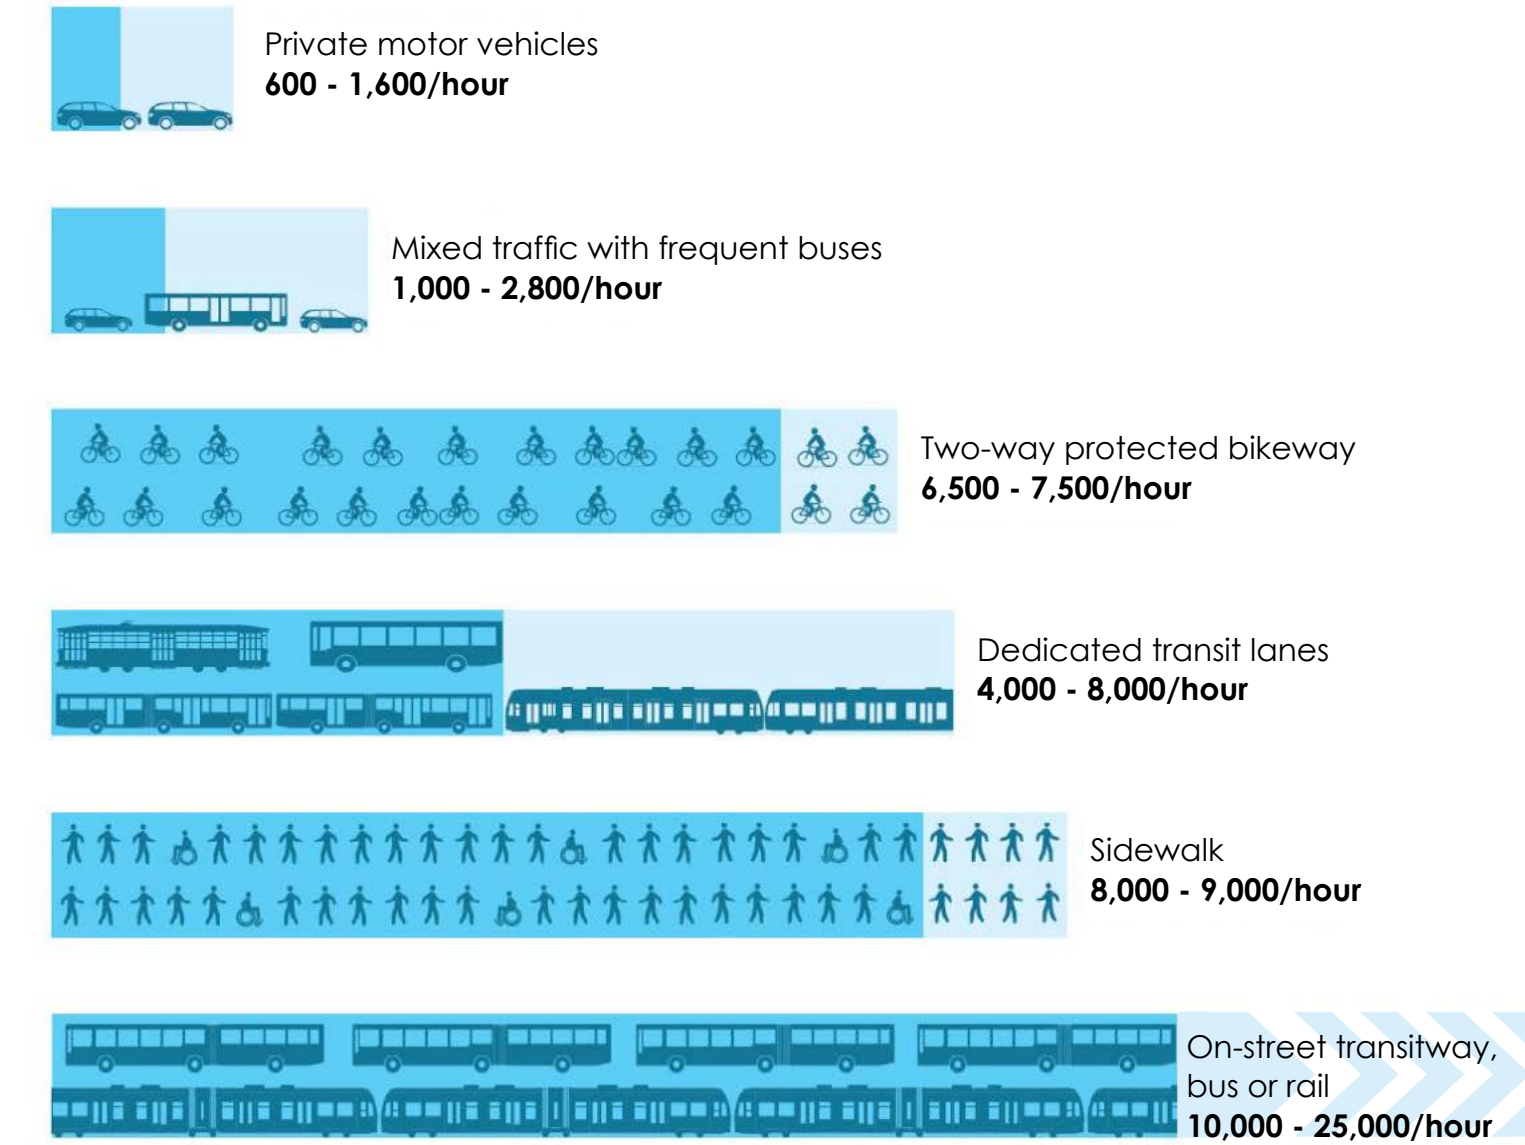 Private motor vehicles
600 - 1,600/hour
Mixed traffic with frequent buses
1,000 - 2,800/hour
Two-way protected bikeway
6,500 - 7,500/hour
Dedicated transit lanes
4,000 - 8,000/hour
Sidewalk
8,000 - 9,000/hour
On-street transitway,
bus or rail
10,000 - 25,000/hour